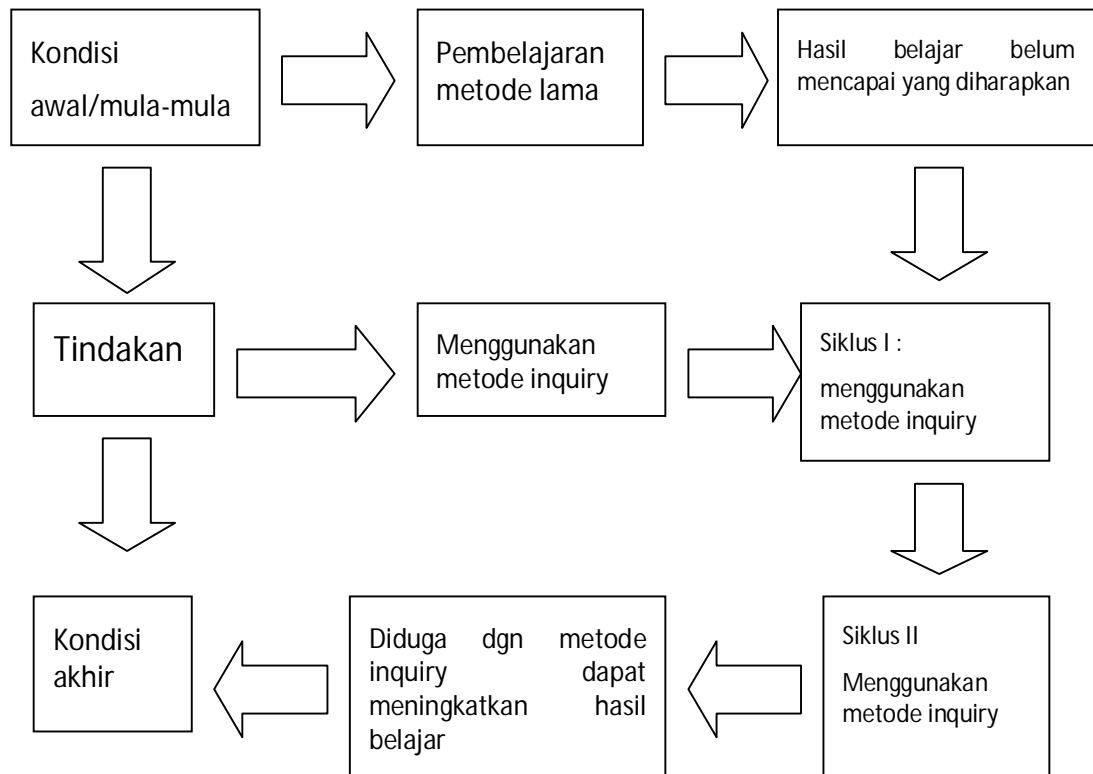 Kondisi
awal/mula-mula
Pembelajaran
metode lama
Hasil belajar belum
mencapai yang diharapkan
Tindakan
Menggunakan
metode inquiry
Siklus I :
menggunakan
metode inquiry
Kondisi
akhir
Diduga dgn metode
inquiry dapat
meningkatkan hasil
belajar
Siklus II
Menggunakan
metode inquiry